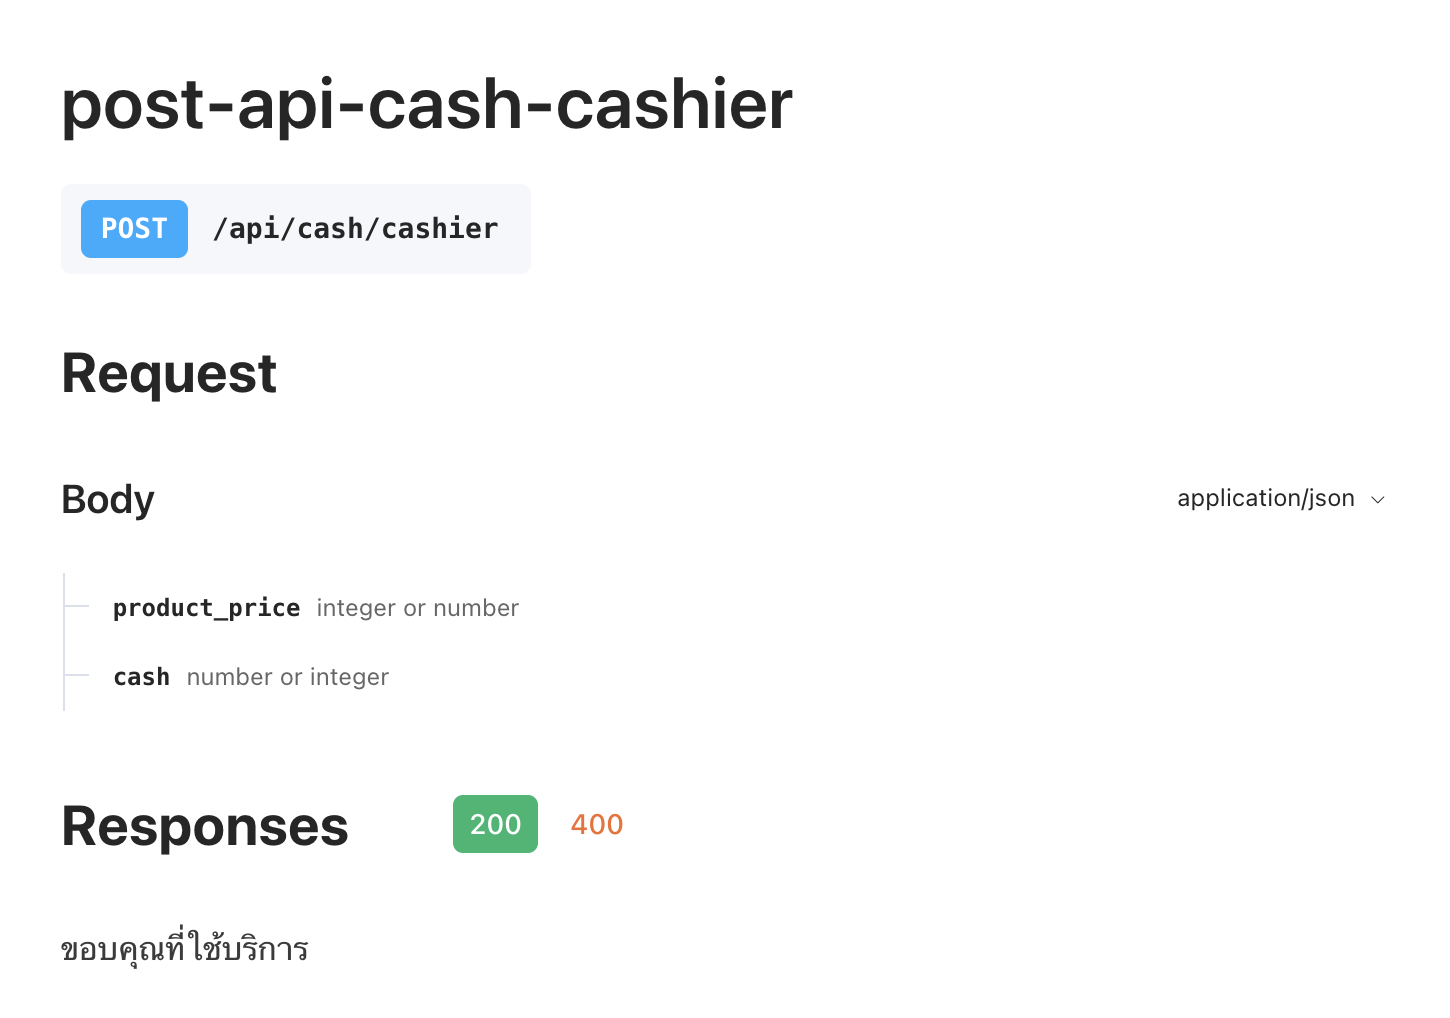 post-api-cash-cashier
POST /api/cash/cashier
Request
Body application/json
product_price integer or number
cash number or integer
Responses 200 400
ขอบคุณที่ใช้บริการ